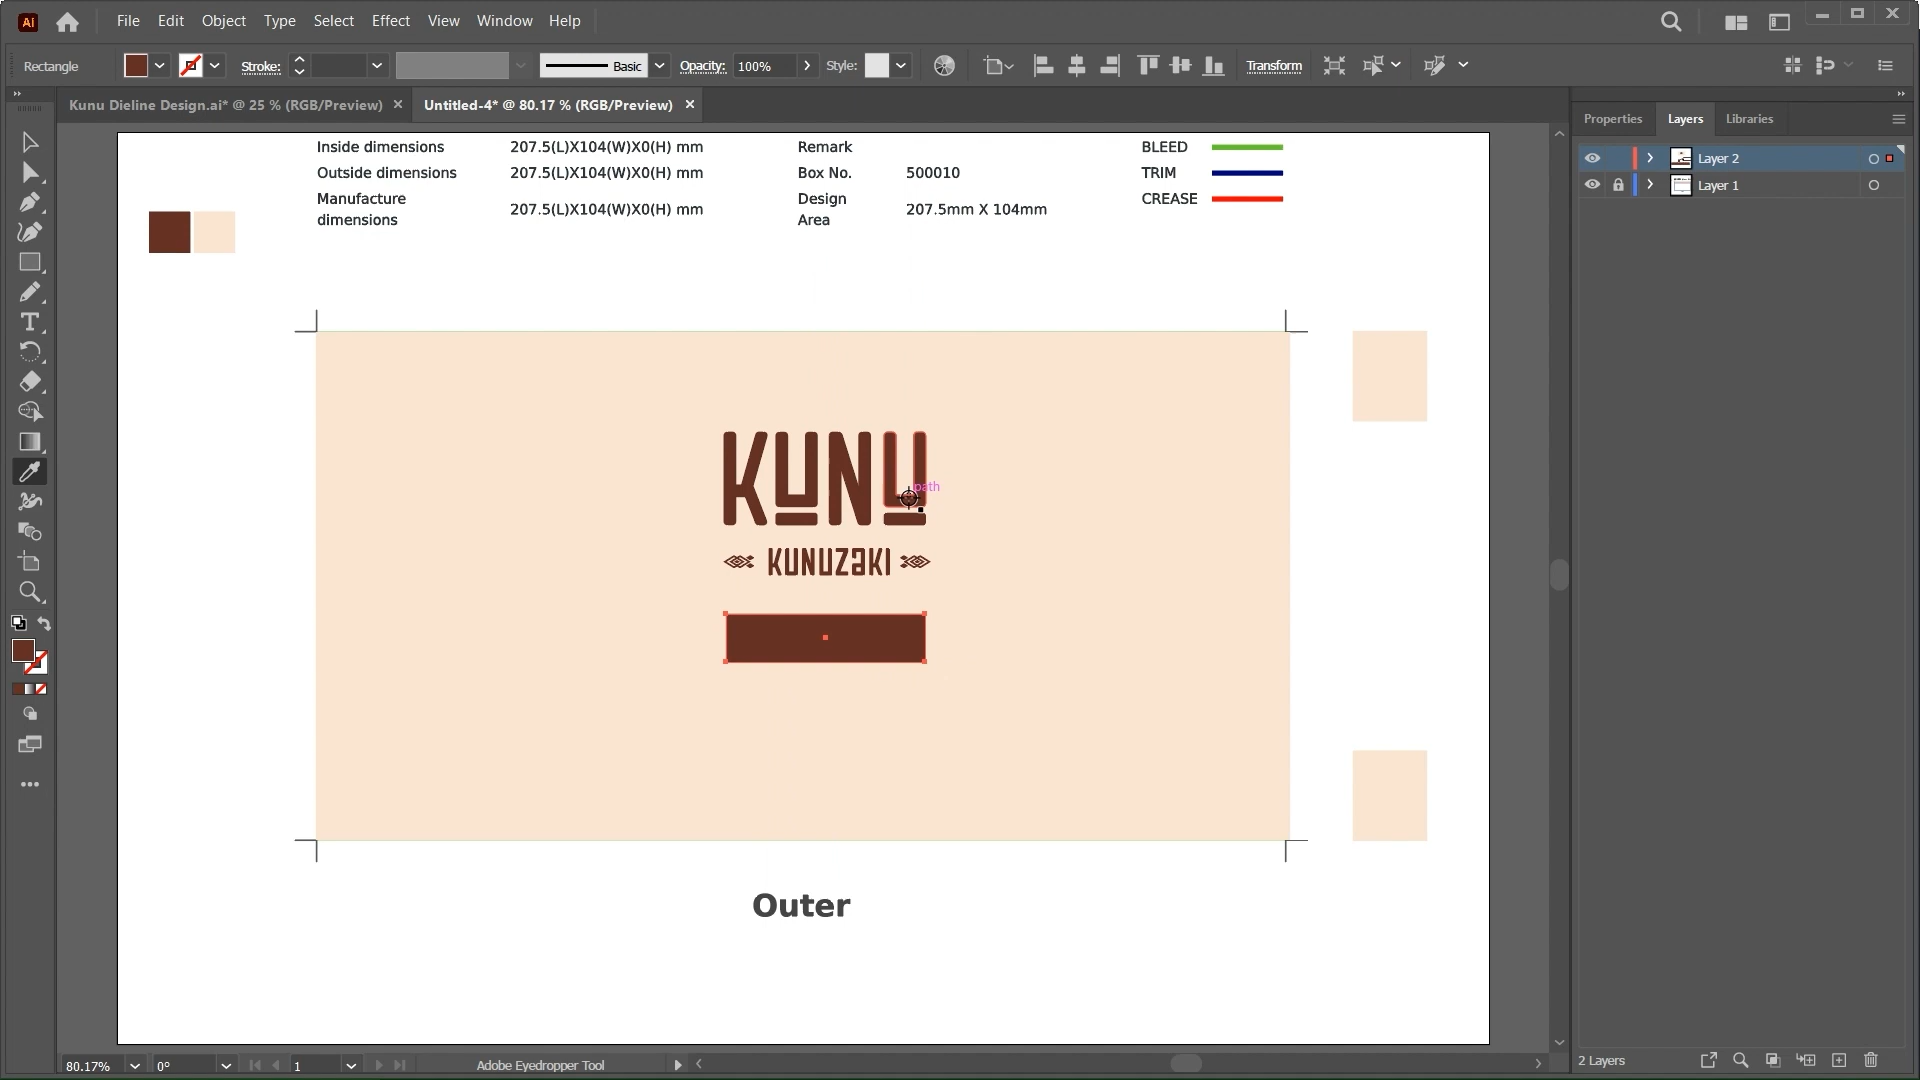 Ai File Edit Object Type Select Effect View Window Help
Rectangle Stroke: Basic Opacity: 100% Style: Transform
Kunu Dieline Design.ai* @ 25 % (RGB/Preview) Untitled-4* @ 80.17 % (RGB/Preview)
Properties Layers Libraries
Layer 2
Layer 1
Inside dimensions 207.5(L)X104(W)X0(H) mm Remark BLEED
Outside dimensions 207.5(L)X104(W)X0(H) mm Box No. 500010 TRIM
Manufacture dimensions 207.5(L)X104(W)X0(H) mm Design Area 207.5mm X 104mm CREASE
KUNU
path
KUNUZAKI
Outer
80.17% 0° 1 Adobe Eyedropper Tool
2 Layers